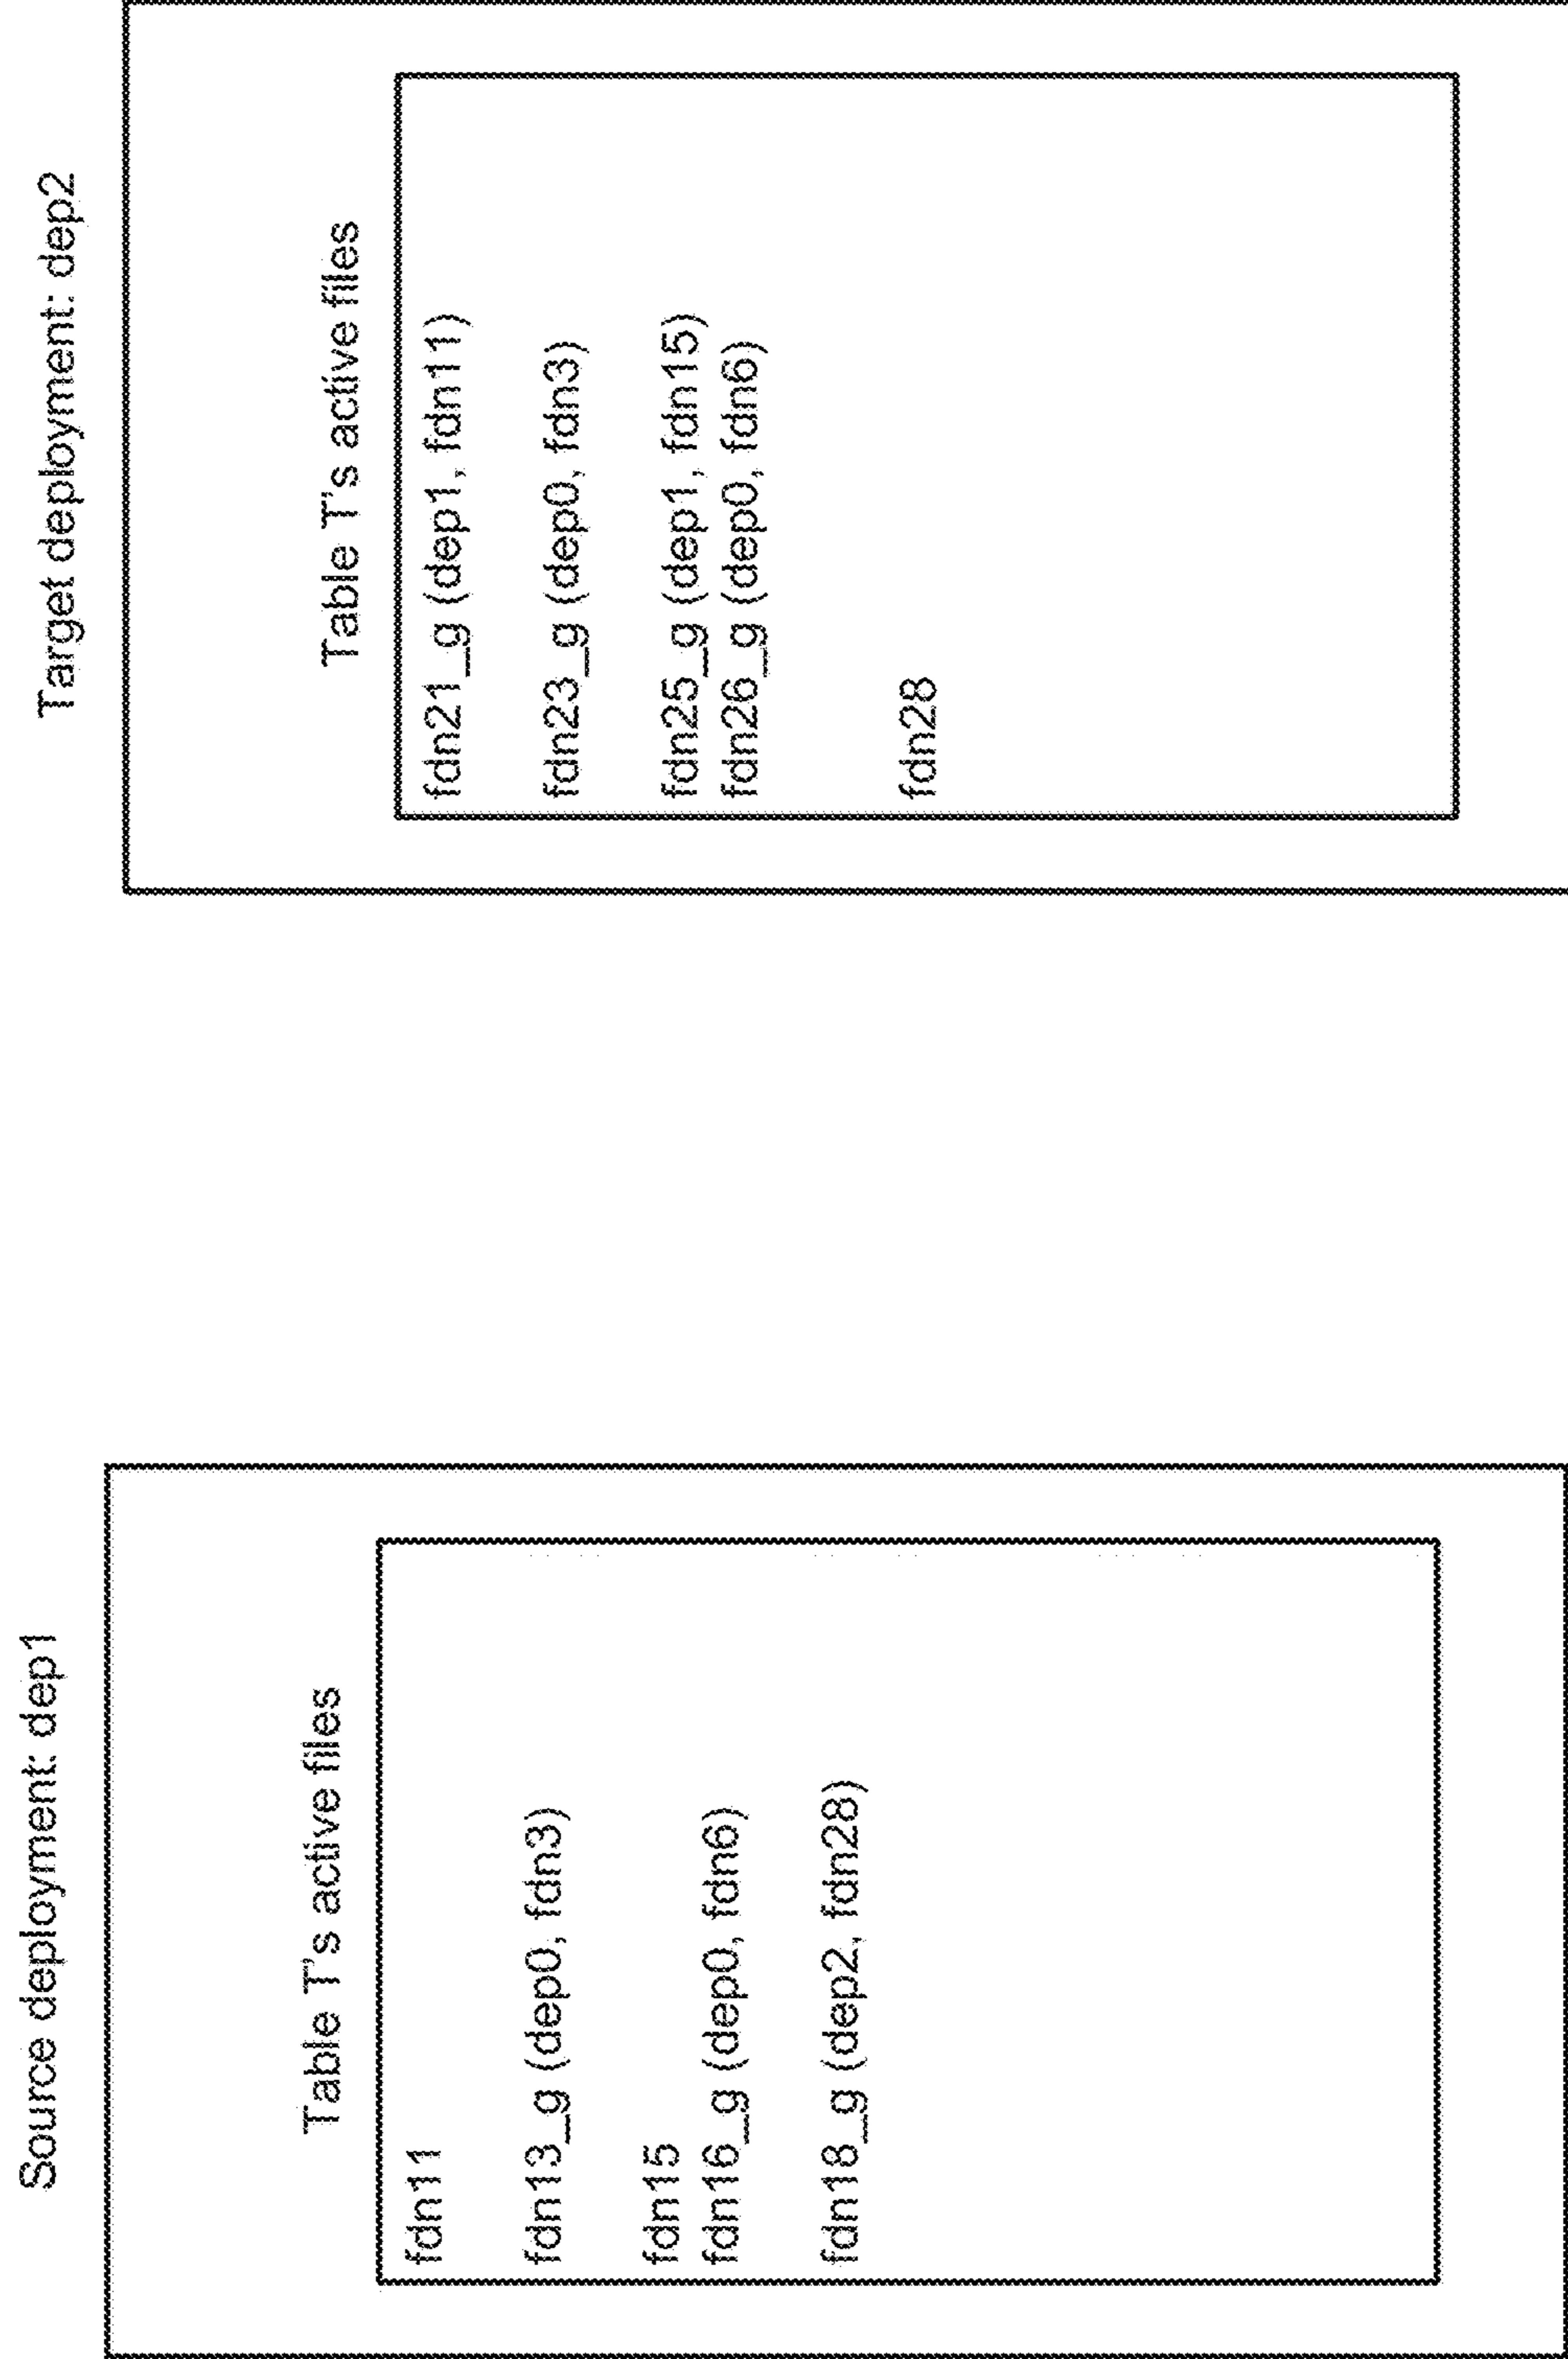 Source deployment: dep1
Table T's active files
fdn11
fdn13_g (dep0, fdn3)
fdn15
fdn16_g (dep0, fdn6)
fdn18_g (dep2, fdn28)
Target deployment: dep2
Table T's active files
fdn21_g (dep1, fdn11)
fdn23_g (dep0, fdn3)
fdn25_g (dep1, fdn15)
fdn26_g (dep0, fdn6)
fdn28